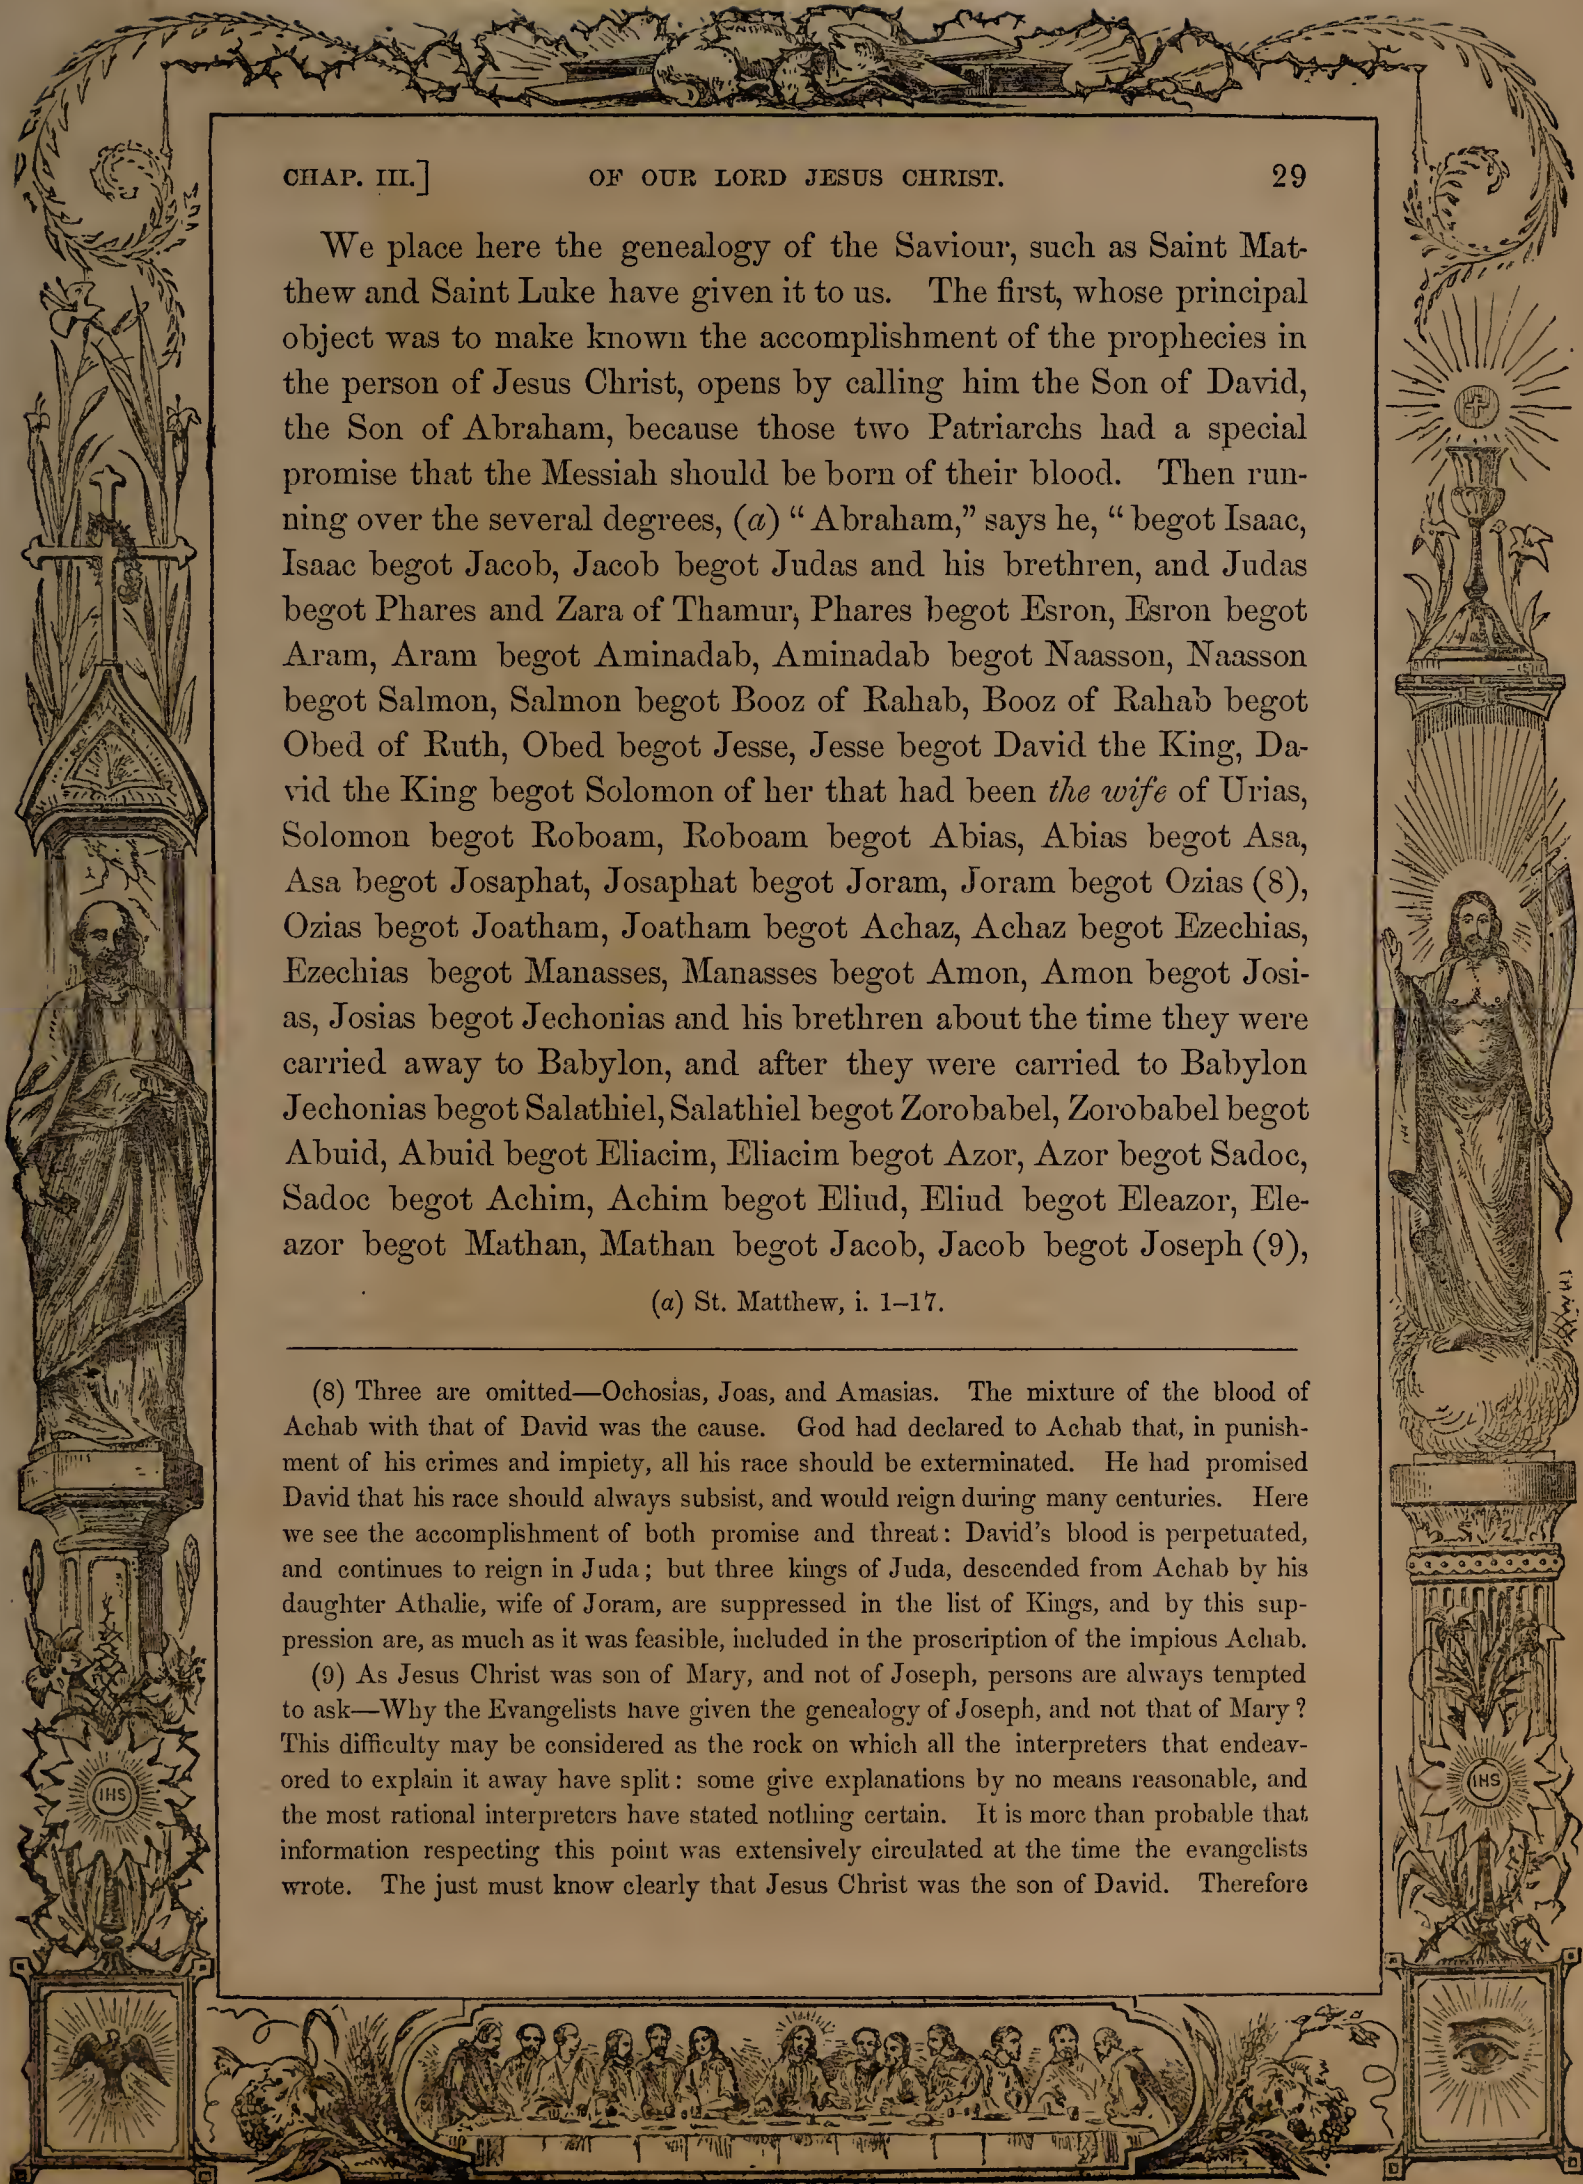 CHAP. III.] OF OUR LORD JESUS CHRIST. 29
We place here the genealogy of the Saviour, such as Saint Mat-
thew and Saint Luke have given it to us. The first, whose principal
object was to make known the accomplishment of the prophecies in
the person of Jesus Christ, opens by calling him the Son of David,
the Son of Abraham, because those two Patriarchs had a special
promise that the Messiah should be born of their blood. Then run-
ning over the several degrees, (a) “ Abraham,” says he, “ begot Isaac,
Isaac begot Jacob, Jacob begot Judas and his brethren, and Judas
begot Phares and Zara of Thamur, Phares begot Esron, Esron begot
Aram, Aram begot Aminadab, Aminadab begot Naasson, Naasson
begot Salmon, Salmon begot Booz of Rahab, Booz of Rahab begot
Obed of Ruth, Obed begot Jesse, Jesse begot David the King, Da-
vid the King begot Solomon of her that had been the wife of Urias,
Solomon begot Roboam, Roboam begot Abias, Abias begot Asa,
Asa begot Josaphat, Josaphat begot Joram, Joram begot Ozias (8),
Ozias begot Joatham, Joatham begot Achaz, Achaz begot Ezechias,
Ezechias begot Manasses, Manasses begot Amon, Amon begot Josi-
as, Josias begot Jechonias and his brethren about the time they were
carried away to Babylon, and after they were carried to Babylon
Jechonias begot Salathiel, Salathiel begot Zorobabel, Zorobabel begot
Abuid, Abuid begot Eliacim, Eliacim begot Azor, Azor begot Sadoc,
Sadoc begot Achim, Achim begot Eliud, Eliud begot Eleazor, Ele-
azor begot Mathan, Mathan begot Jacob, Jacob begot Joseph (9),
(a) St. Matthew, i. 1–17.
(8) Three are omitted—Ochosias, Joas, and Amasias. The mixture of the blood of
Achab with that of David was the cause. God had declared to Achab that, in punish-
ment of his crimes and impiety, all his race should be exterminated. He had promised
David that his race should always subsist, and would reign during many centuries. Here
we see the accomplishment of both promise and threat: David’s blood is perpetuated,
and continues to reign in Juda; but three kings of Juda, descended from Achab by his
daughter Athalie, wife of Joram, are suppressed in the list of Kings, and by this sup-
pression are, as much as it was feasible, included in the proscription of the impious Achab.
(9) As Jesus Christ was son of Mary, and not of Joseph, persons are always tempted
to ask—Why the Evangelists have given the genealogy of Joseph, and not that of Mary ?
This difficulty may be considered as the rock on which all the interpreters that endeav-
ored to explain it away have split: some give explanations by no means reasonable, and
the most rational interpreters have stated nothing certain. It is more than probable that
information respecting this point was extensively circulated at the time the evangelists
wrote. The just must know clearly that Jesus Christ was the son of David. Therefore
IHS
IHS